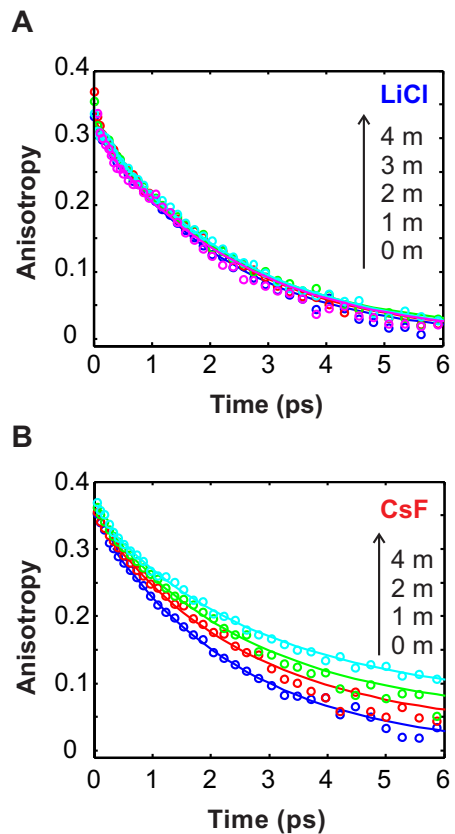 A
0.4
LiCl
4 m
3 m
2 m
1 m
0 m
0.3
0.2
0.1
0
Anisotropy
0 1 2 3 4 5 6
Time (ps)
B
0.4
CsF
4 m
2 m
1 m
0 m
0.3
0.2
0.1
0
Anisotropy
0 1 2 3 4 5 6
Time (ps)